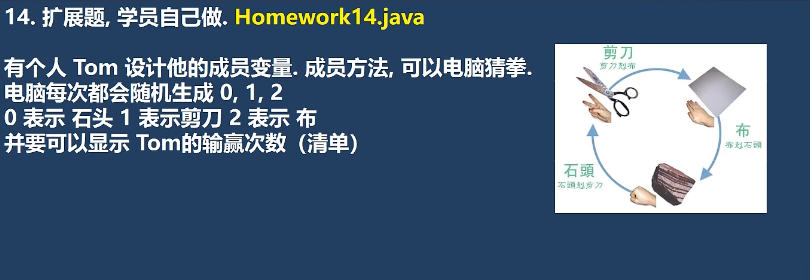 14. 扩展题, 学员自己做. Homework14.java
有个人 Tom 设计他的成员变量. 成员方法, 可以电脑猜拳.
电脑每次都会随机生成 0, 1, 2
0 表示 石头 1 表示剪刀 2 表示 布
并要可以显示 Tom的输赢次数（清单）
剪刀
剪刀剋布
布
布剋石頭
石頭
石頭剋剪刀